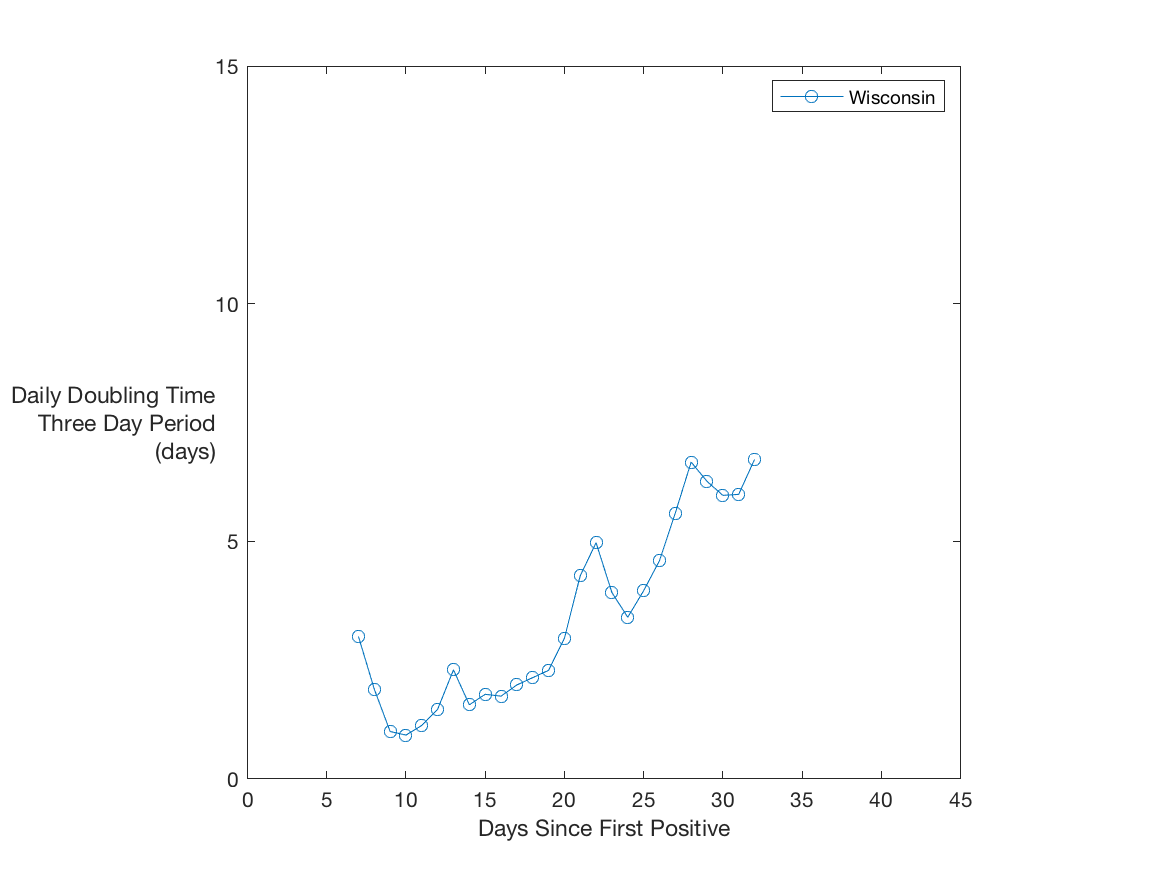 15
Wisconsin
10
Daily Doubling Time
Three Day Period
(days)
5
0
0 5 10 15 20 25 30 35 40 45
Days Since First Positive